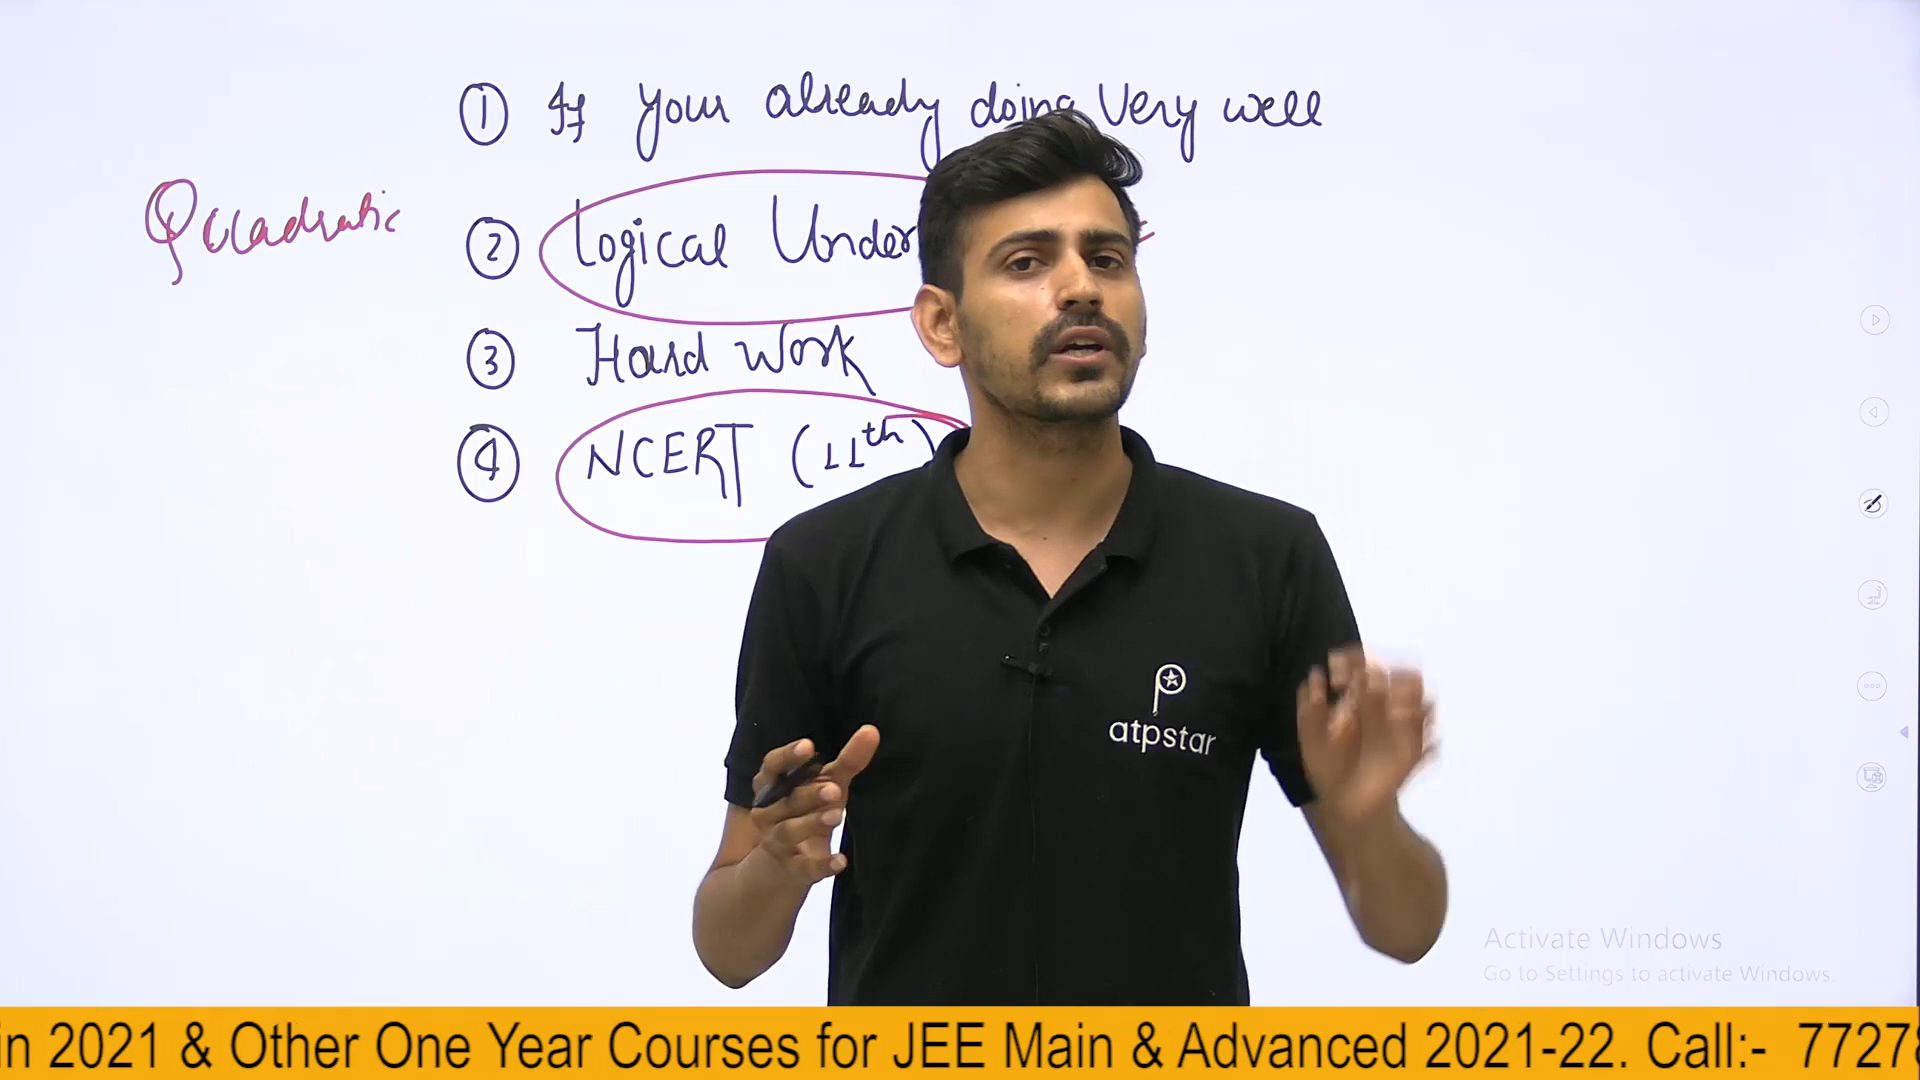 ① If your already doing Very well
Quadratic
② Logical Under
③ Hard Work
④ NCERT (11th)
atpstar
Activate Windows
Go to Settings to activate Windows.
in 2021 & Other One Year Courses for JEE Main & Advanced 2021-22. Call:- 7727